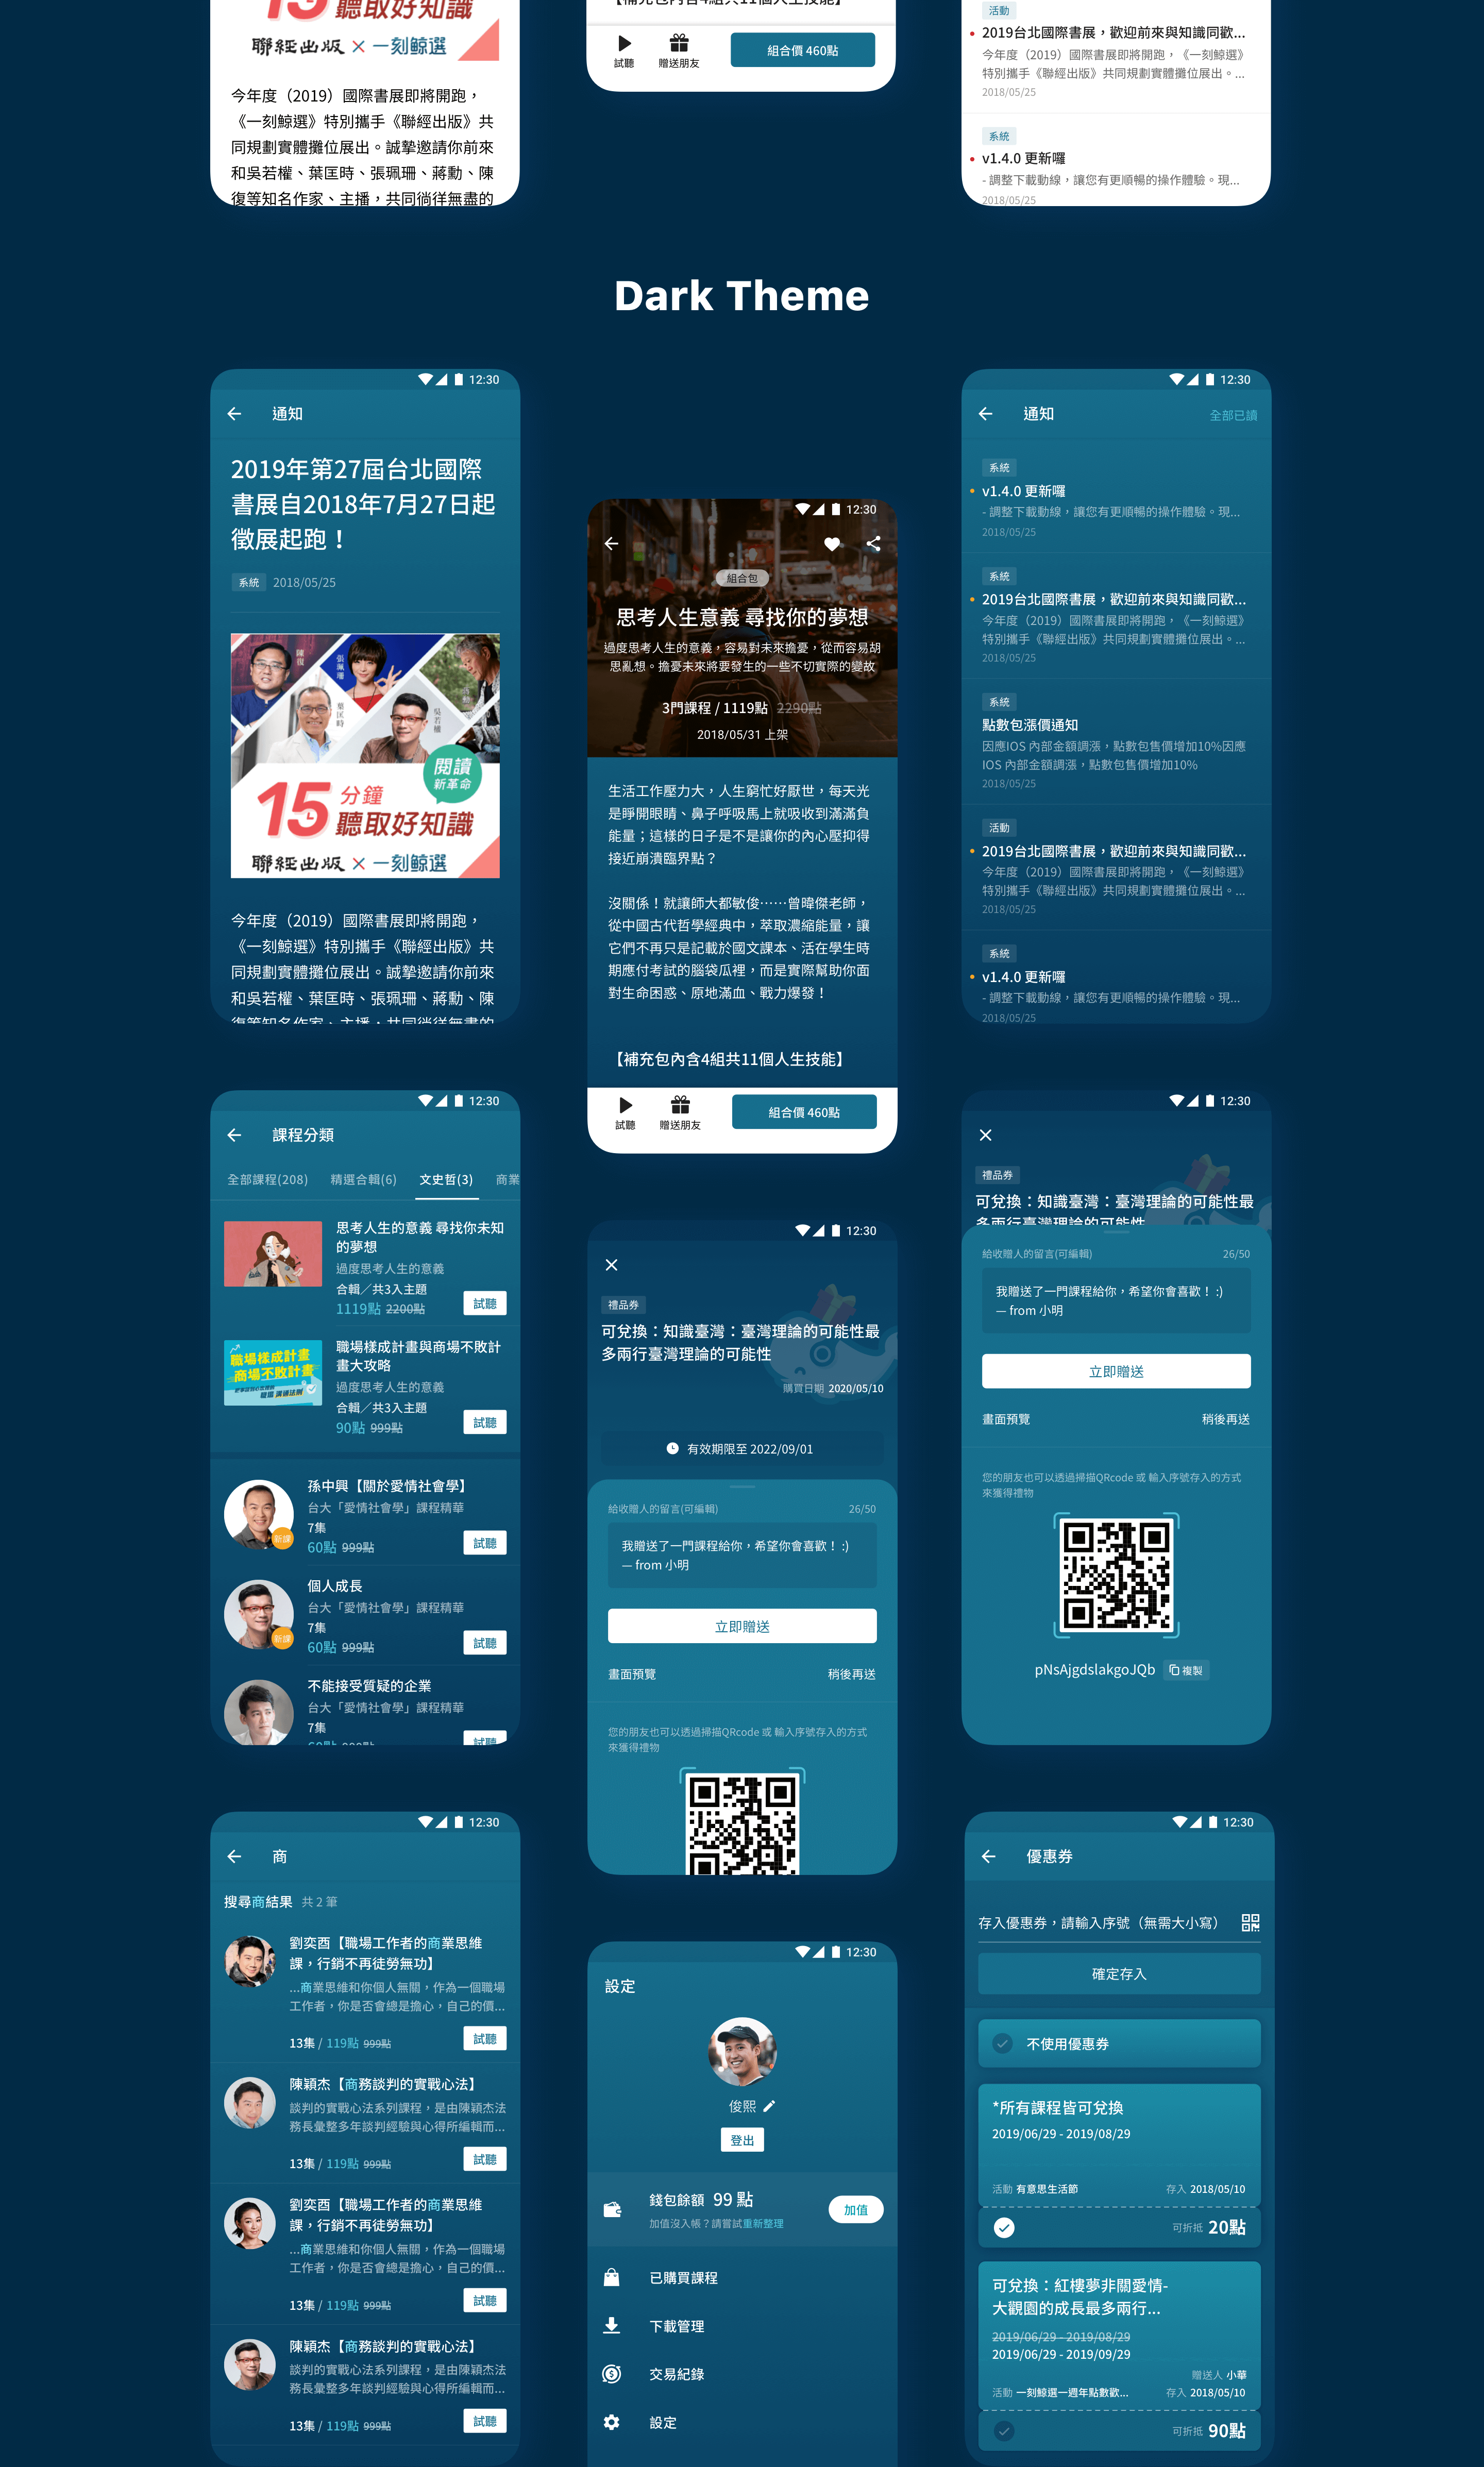 聽取好知識
聯經出版 × 一刻鯨選
今年度（2019）國際書展即將開跑，
《一刻鯨選》特別攜手《聯經出版》共
同規劃實體攤位展出。誠摯邀請你前來
和吳若權、葉匡時、張珮珊、蔣勳、陳
復等知名作家、主播，共同徜徉無盡的
【補充包內含4組共11個人生技能】
試聽
贈送朋友
組合價 460點
活動
2019台北國際書展，歡迎前來與知識同歡...
今年度（2019）國際書展即將開跑，《一刻鯨選》
特別攜手《聯經出版》共同規劃實體攤位展出。...
2018/05/25
系統
v1.4.0 更新囉
- 調整下載動線，讓您有更順暢的操作體驗。現...
2018/05/25
Dark Theme
12:30
通知
2019年第27屆台北國際
書展自2018年7月27日起
徵展起跑！
系統 2018/05/25
陳復
張珮珊
葉匡時
吳若權
閱讀
新革命
15 分鐘
聽取好知識
聯經出版 × 一刻鯨選
今年度（2019）國際書展即將開跑，
《一刻鯨選》特別攜手《聯經出版》共
同規劃實體攤位展出。誠摯邀請你前來
和吳若權、葉匡時、張珮珊、蔣勳、陳
復等知名作家、主播，共同徜徉無盡的
12:30
組合包
思考人生意義 尋找你的夢想
過度思考人生的意義，容易對未來擔憂，從而容易胡
思亂想。擔憂未來將要發生的一些不切實際的變故
3門課程 / 1119點 2290點
2018/05/31 上架
生活工作壓力大，人生窮忙好厭世，每天光
是睜開眼睛、鼻子呼吸馬上就吸收到滿滿負
能量；這樣的日子是不是讓你的內心壓抑得
接近崩潰臨界點？
沒關係！就讓師大都敏俊⋯⋯曾暐傑老師，
從中國古代哲學經典中，萃取濃縮能量，讓
它們不再只是記載於國文課本、活在學生時
期應付考試的腦袋瓜裡，而是實際幫助你面
對生命困惑、原地滿血、戰力爆發！
【補充包內含4組共11個人生技能】
試聽
贈送朋友
組合價 460點
12:30
通知
全部已讀
系統
v1.4.0 更新囉
- 調整下載動線，讓您有更順暢的操作體驗。現...
2018/05/25
系統
2019台北國際書展，歡迎前來與知識同歡...
今年度（2019）國際書展即將開跑，《一刻鯨選》
特別攜手《聯經出版》共同規劃實體攤位展出。...
2018/05/25
系統
點數包漲價通知
因應IOS 內部金額調漲，點數包售價增加10%因應
IOS 內部金額調漲，點數包售價增加10%
2018/05/25
活動
2019台北國際書展，歡迎前來與知識同歡...
今年度（2019）國際書展即將開跑，《一刻鯨選》
特別攜手《聯經出版》共同規劃實體攤位展出。...
2018/05/25
系統
v1.4.0 更新囉
- 調整下載動線，讓您有更順暢的操作體驗。現...
2018/05/25
12:30
課程分類
全部課程(208) 精選合輯(6) 文史哲(3) 商業
思考人生的意義 尋找你未知
的夢想
過度思考人生的意義
合輯／共3入主題
1119點 2200點
試聽
職場樣成計畫
商場不敗計畫
職場樣成計畫與商場不敗計
畫大攻略
過度思考人生的意義
合輯／共3入主題
90點 999點
試聽
新課
孫中興【關於愛情社會學】
台大「愛情社會學」課程精華
7集
60點 999點
試聽
新課
個人成長
台大「愛情社會學」課程精華
7集
60點 999點
試聽
不能接受質疑的企業
台大「愛情社會學」課程精華
7集
60點 999點
試聽
12:30
禮品券
可兌換：知識臺灣：臺灣理論的可能性最
多兩行臺灣理論的可能性
購買日期 2020/05/10
有效期限至 2022/09/01
給收贈人的留言(可編輯)
26/50
我贈送了一門課程給你，希望你會喜歡！ :)
— from 小明
立即贈送
畫面預覽
稍後再送
您的朋友也可以透過掃描QRcode 或 輸入序號存入的方式
來獲得禮物
12:30
禮品券
可兌換：知識臺灣：臺灣理論的可能性最
多兩行臺灣理論的可能性
給收贈人的留言(可編輯)
26/50
我贈送了一門課程給你，希望你會喜歡！ :)
— from 小明
立即贈送
畫面預覽
稍後再送
您的朋友也可以透過掃描QRcode 或 輸入序號存入的方式
來獲得禮物
pNsAjgdslakgoJQb
複製
12:30
商
搜尋商結果 共 2 筆
劉奕酉【職場工作者的商業思維
課，行銷不再徒勞無功】
...商業思維和你個人無關，作為一個職場
工作者，你是否會總是擔心，自己的價...
13集 / 119點 999點
試聽
陳穎杰【商務談判的實戰心法】
談判的實戰心法系列課程，是由陳穎杰法
務長彙整多年談判經驗與心得所編輯而...
13集 / 119點 999點
試聽
劉奕酉【職場工作者的商業思維
課，行銷不再徒勞無功】
...商業思維和你個人無關，作為一個職場
工作者，你是否會總是擔心，自己的價...
13集 / 119點 999點
試聽
陳穎杰【商務談判的實戰心法】
談判的實戰心法系列課程，是由陳穎杰法
務長彙整多年談判經驗與心得所編輯而...
13集 / 119點 999點
試聽
12:30
設定
俊熙
登出
錢包餘額 99 點
加值沒入帳？請嘗試重新整理
加值
已購買課程
下載管理
交易紀錄
設定
12:30
優惠券
存入優惠券，請輸入序號（無需大小寫）
確定存入
不使用優惠券
*所有課程皆可兌換
2019/06/29 - 2019/08/29
活動 有意思生活節
存入 2018/05/10
可折抵 20點
可兌換：紅樓夢非關愛情-
大觀園的成長最多兩行...
2019/06/29 - 2019/08/29
2019/06/29 - 2019/09/29
贈送人 小華
活動 一刻鯨選一週年點數歡...
存入 2018/05/10
可折抵 90點